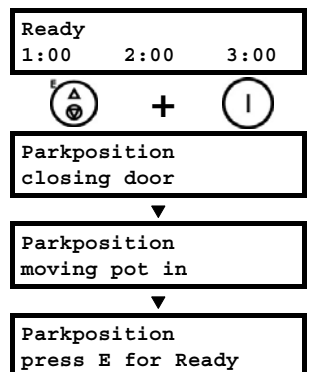 Ready
1:00 2:00 3:00
E
+ I
Parkposition
closing door
Parkposition
moving pot in
Parkposition
press E for Ready